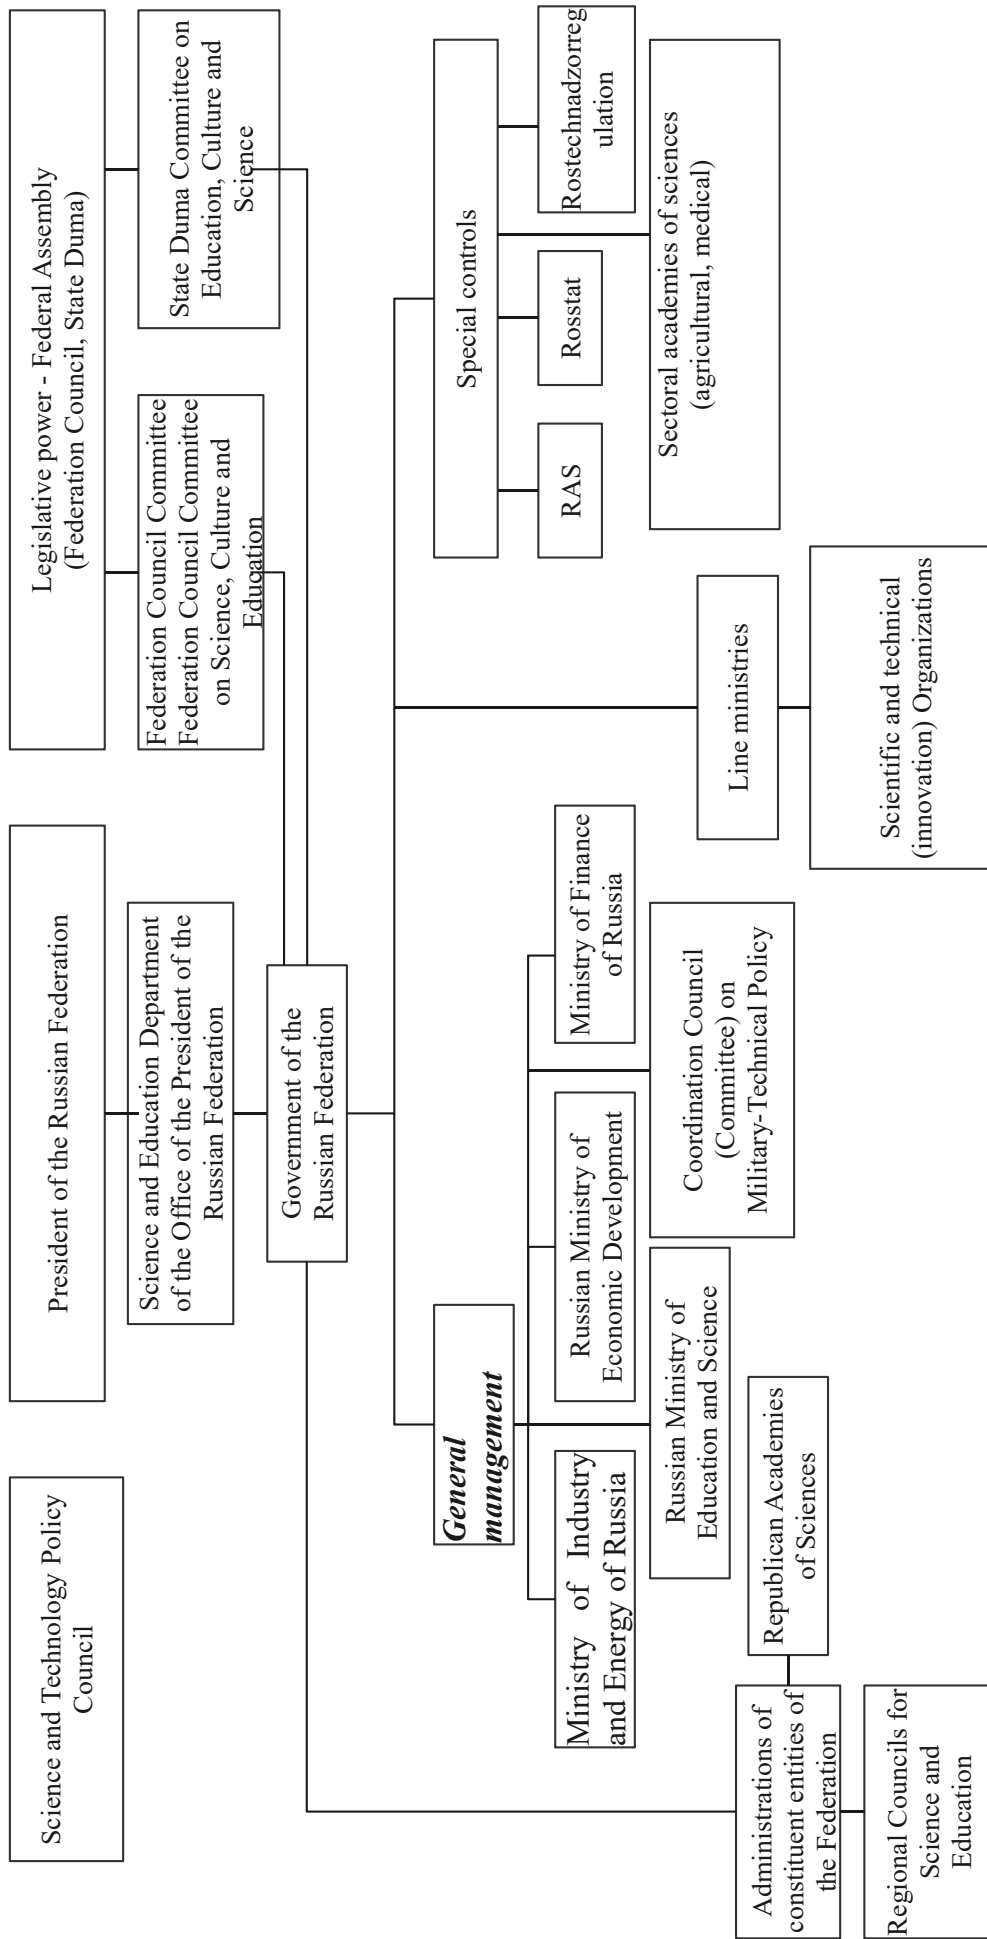 Science and Technology Policy
Council
President of the Russian Federation
Legislative power - Federal Assembly
(Federation Council, State Duma)
Science and Education Department
of the Office of the President of the
Russian Federation
Federation Council Committee
Federation Council Committee
on Science, Culture and
Education
State Duma Committee on
Education, Culture and
Science
Government of the
Russian Federation
General
management
Special controls
Ministry of Industry
and Energy of Russia
Russian Ministry of
Economic Development
Ministry of Finance
of Russia
RAS
Rosstat
Rostechnadzorreg
ulation
Russian Ministry of
Education and Science
Coordination Council
(Committee) on
Military-Technical Policy
Line ministries
Sectoral academies of sciences
(agricultural, medical)
Administrations of
constituent entities of
the Federation
Republican Academies
of Sciences
Scientific and technical
(innovation) Organizations
Regional Councils for
Science and
Education